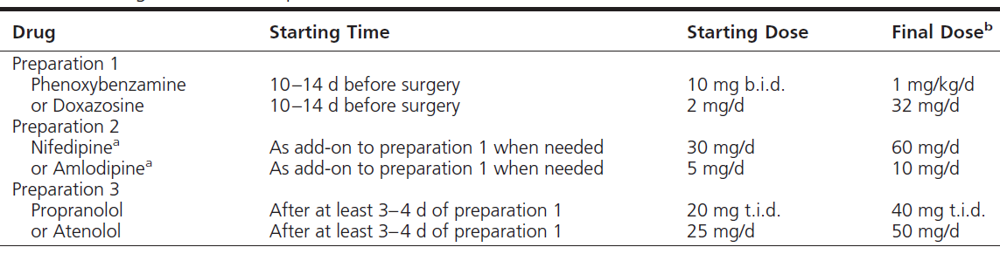 Drug Starting Time Starting Dose Final Doseᵇ
Preparation 1
Phenoxybenzamine 10–14 d before surgery 10 mg b.i.d. 1 mg/kg/d
or Doxazosine 10–14 d before surgery 2 mg/d 32 mg/d
Preparation 2
Nifedipineᵃ As add-on to preparation 1 when needed 30 mg/d 60 mg/d
or Amlodipineᵃ As add-on to preparation 1 when needed 5 mg/d 10 mg/d
Preparation 3
Propranolol After at least 3–4 d of preparation 1 20 mg t.i.d. 40 mg t.i.d.
or Atenolol After at least 3–4 d of preparation 1 25 mg/d 50 mg/d